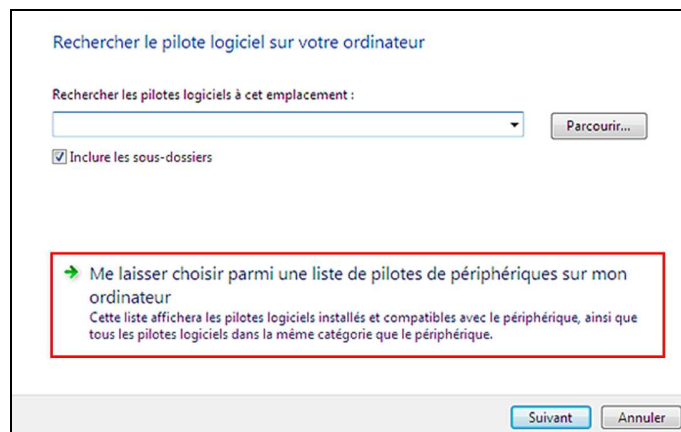 Rechercher le pilote logiciel sur votre ordinateur
Rechercher les pilotes logiciels à cet emplacement :
Parcourir...
Inclure les sous-dossiers
Me laisser choisir parmi une liste de pilotes de périphériques sur mon
ordinateur
Cette liste affichera les pilotes logiciels installés et compatibles avec le périphérique, ainsi que
tous les pilotes logiciels dans la même catégorie que le périphérique.
Suivant
Annuler